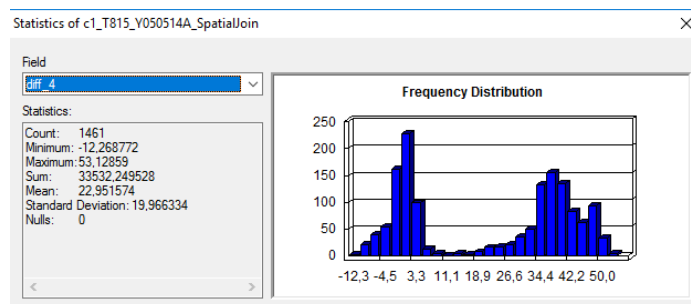 Statistics of c1_T815_Y050514A_SpatialJoin
Field
diff_4
Statistics:
Count: 1461
Minimum: -12,268772
Maximum: 53,12859
Sum: 33532,249528
Mean: 22,951574
Standard Deviation: 19,966334
Nulls: 0
Frequency Distribution
250
200
150
100
50
0
-12,3 -4,5 3,3 11,1 18,9 26,6 34,4 42,2 50,0